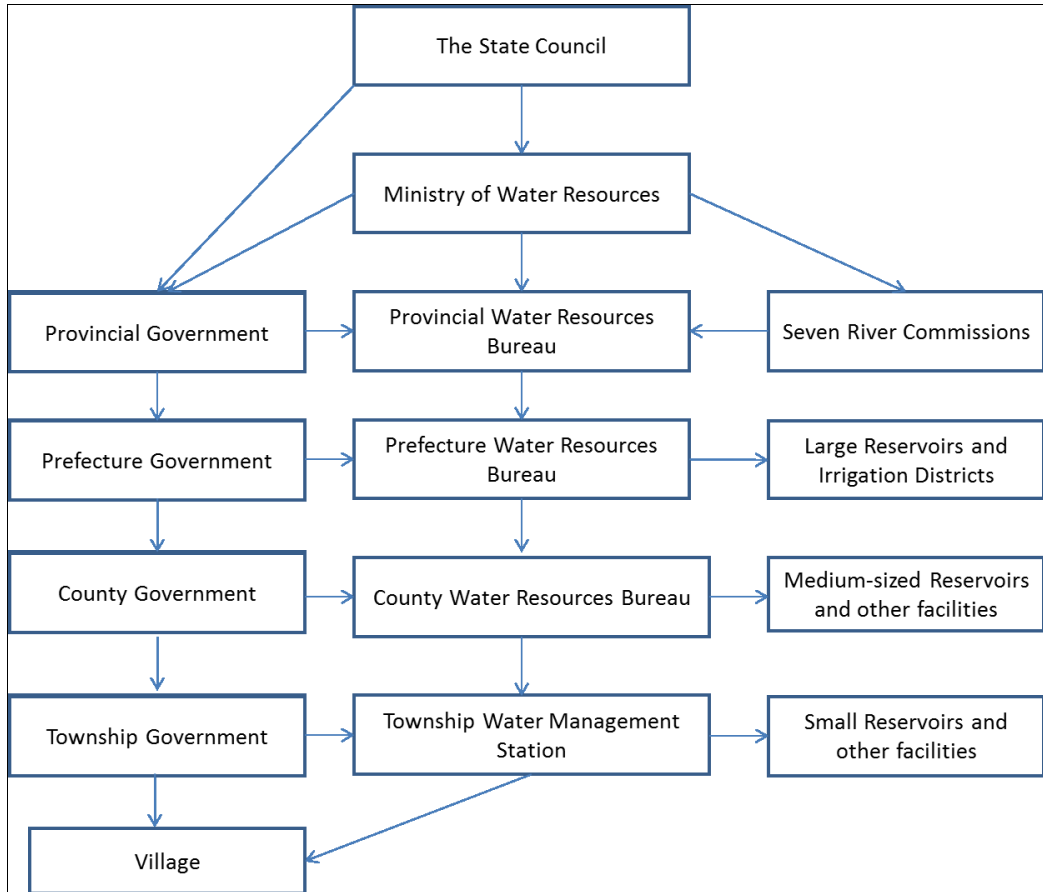 The State Council
Ministry of Water Resources
Provincial Government
Provincial Water Resources
Bureau
Seven River Commissions
Prefecture Government
Prefecture Water Resources
Bureau
Large Reservoirs and
Irrigation Districts
County Government
County Water Resources Bureau
Medium-sized Reservoirs
and other facilities
Township Government
Township Water Management
Station
Small Reservoirs and
other facilities
Village